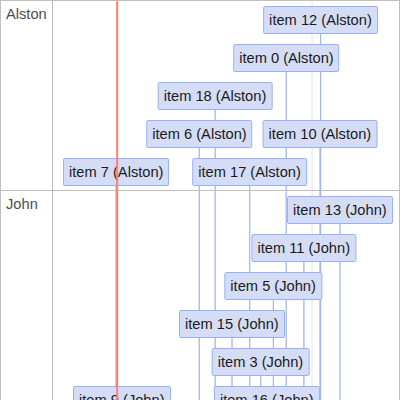 Alston
item 12 (Alston)
item 0 (Alston)
item 18 (Alston)
item 6 (Alston)
item 10 (Alston)
item 7 (Alston)
item 17 (Alston)
John
item 13 (John)
item 11 (John)
item 5 (John)
item 15 (John)
item 3 (John)
item 9 (John)
item 16 (John)